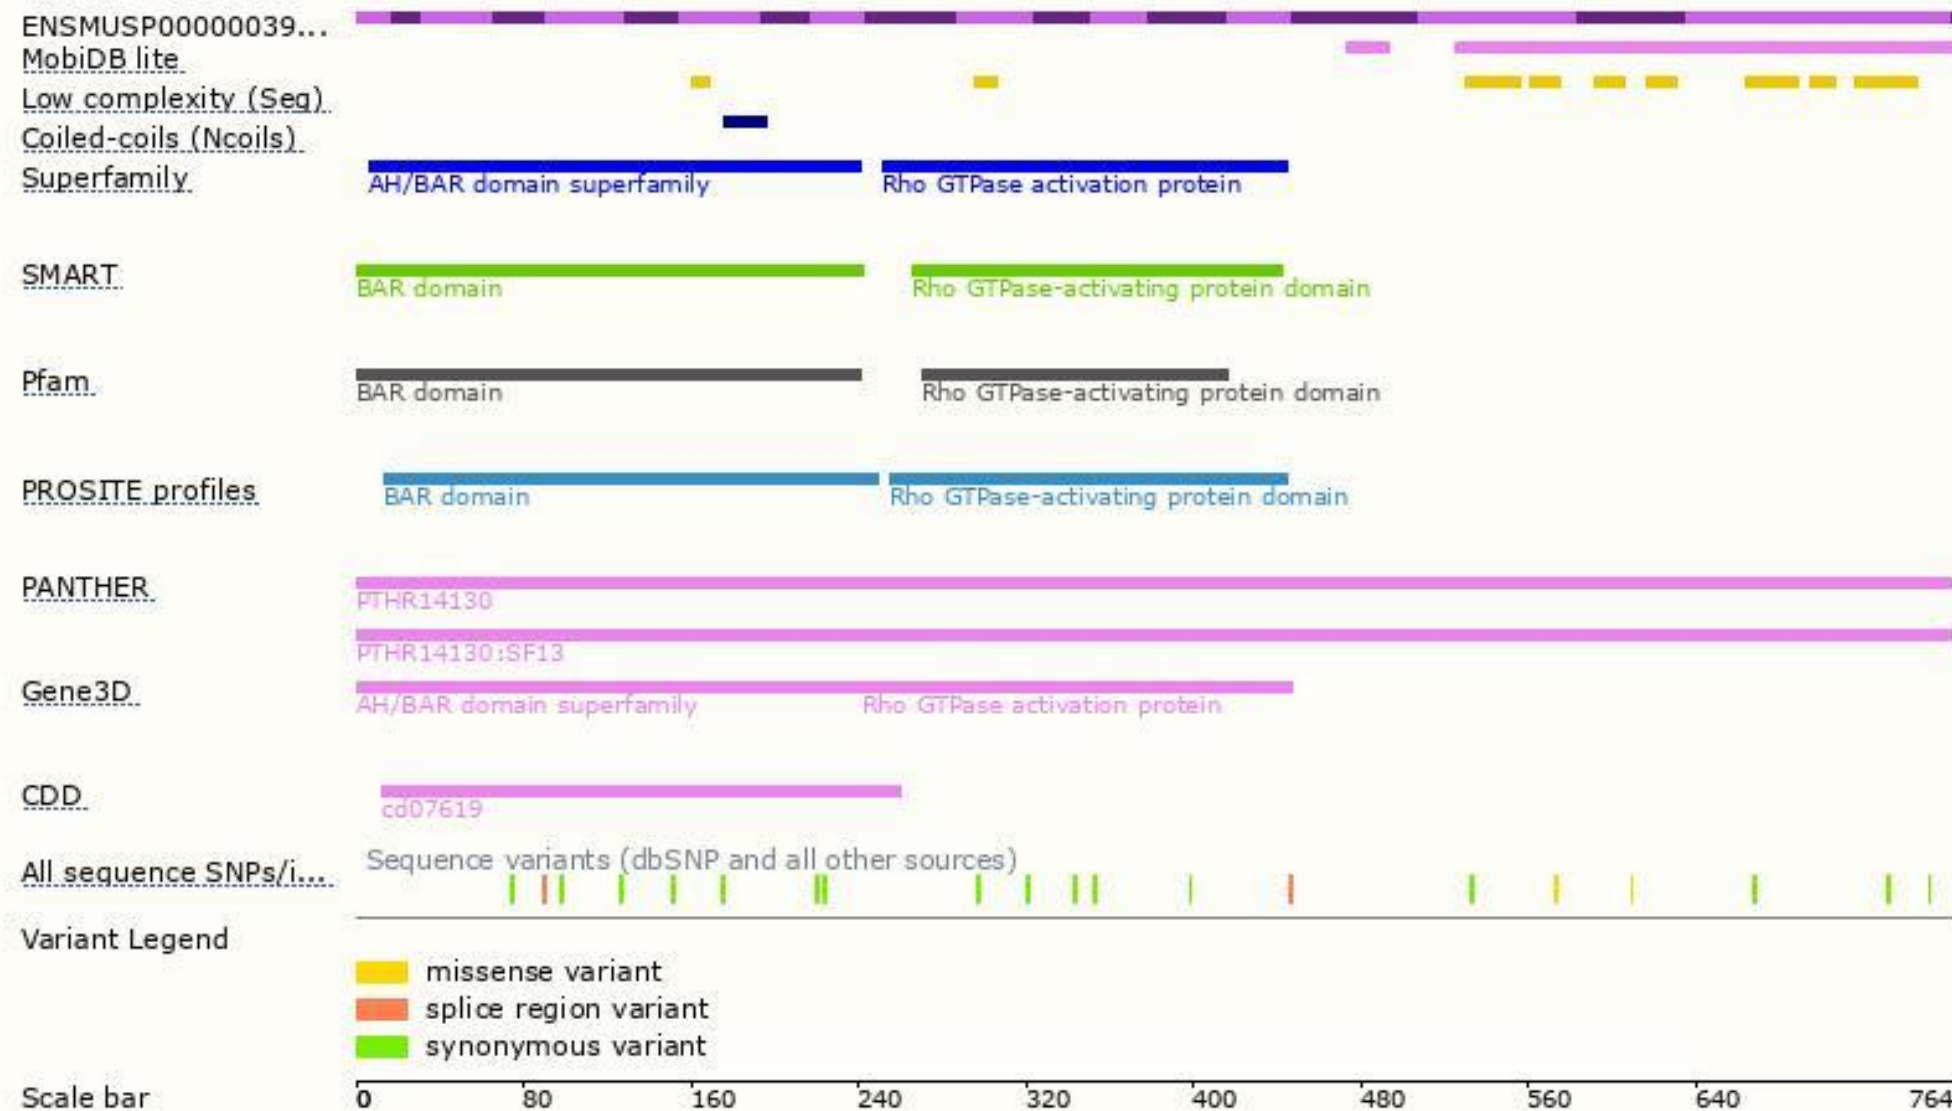 ENSMUSP00000039...
MobiDB lite
Low complexity (Seg)
Coiled-coils (Ncoils)
Superfamily
AH/BAR domain superfamily Rho GTPase activation protein
SMART
BAR domain Rho GTPase-activating protein domain
Pfam
BAR domain Rho GTPase-activating protein domain
PROSITE profiles
BAR domain Rho GTPase-activating protein domain
PANTHER
PTHR14130
PTHR14130:SF13
Gene3D
AH/BAR domain superfamily Rho GTPase activation protein
CDD
cd07619
All sequence SNPs/i...
Sequence variants (dbSNP and all other sources)
Variant Legend
missense variant
splice region variant
synonymous variant
Scale bar 0 80 160 240 320 400 480 560 640 764